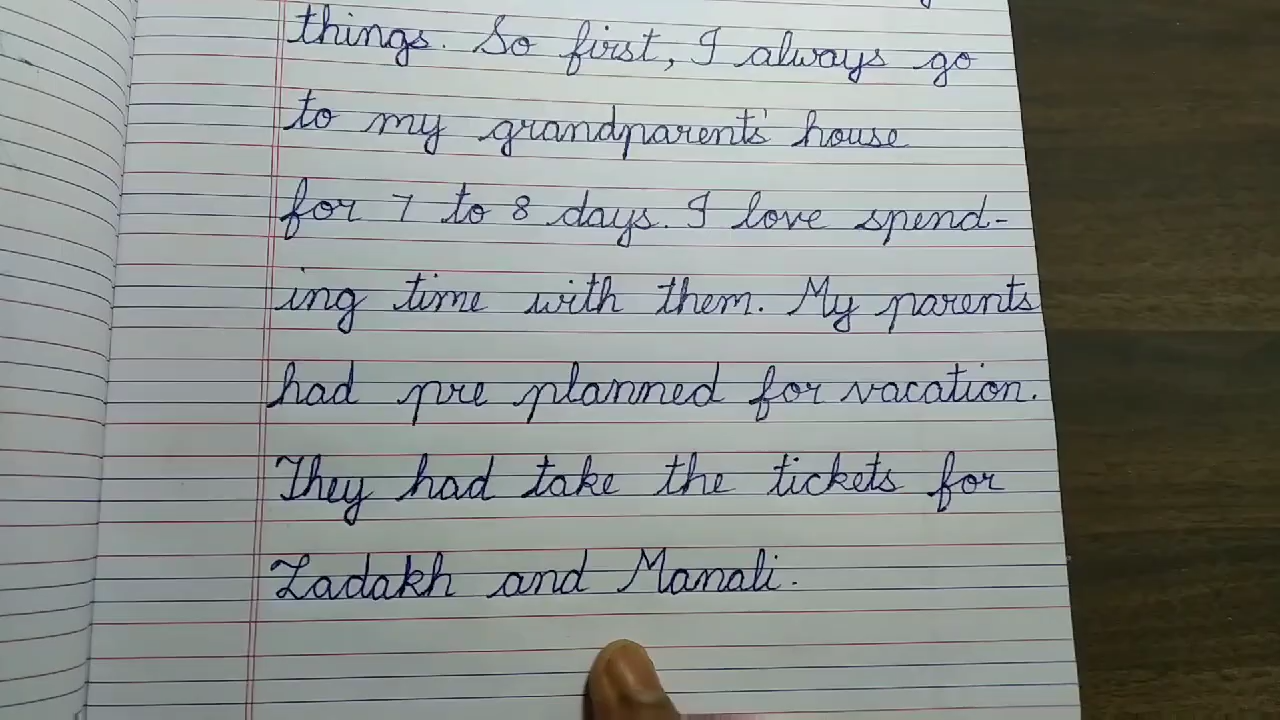 things. So first, I always go
to my grandparents' house
for 7 to 8 days. I love spend-
ing time with them. My parents
had pre planned for vacation.
They had take the tickets for
Ladakh and Manali.